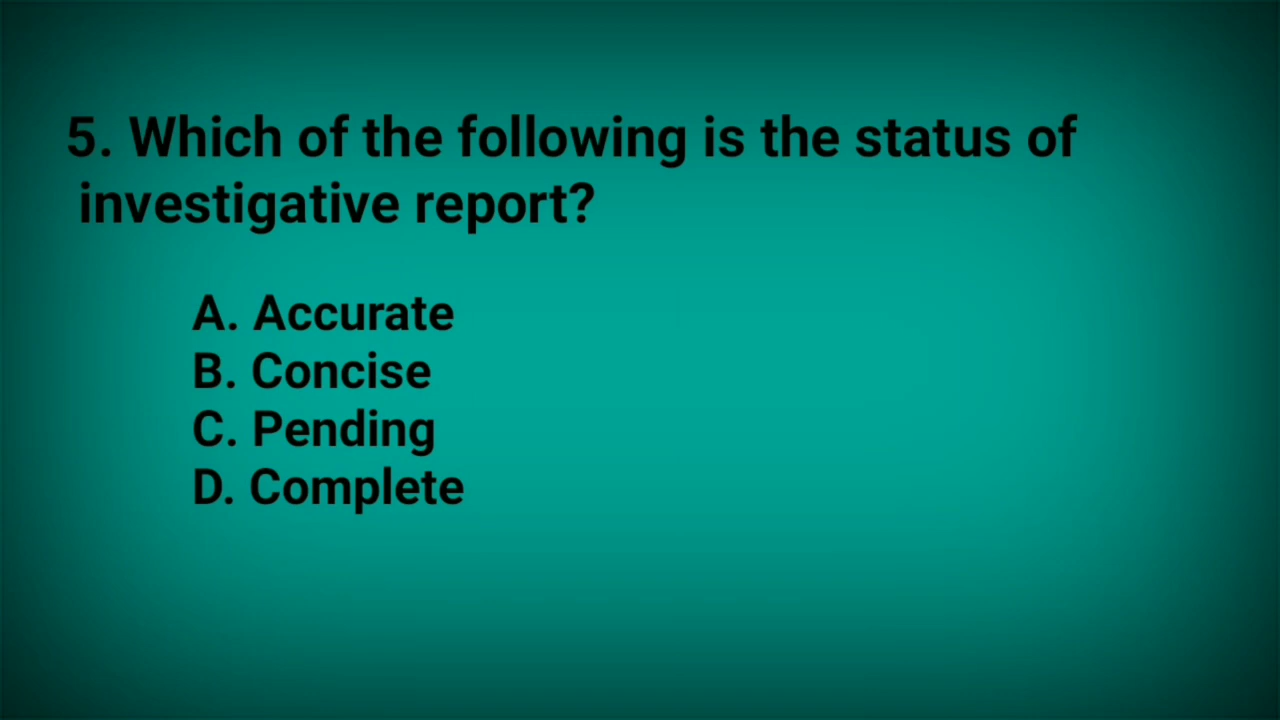 5. Which of the following is the status of
investigative report?
A. Accurate
B. Concise
C. Pending
D. Complete